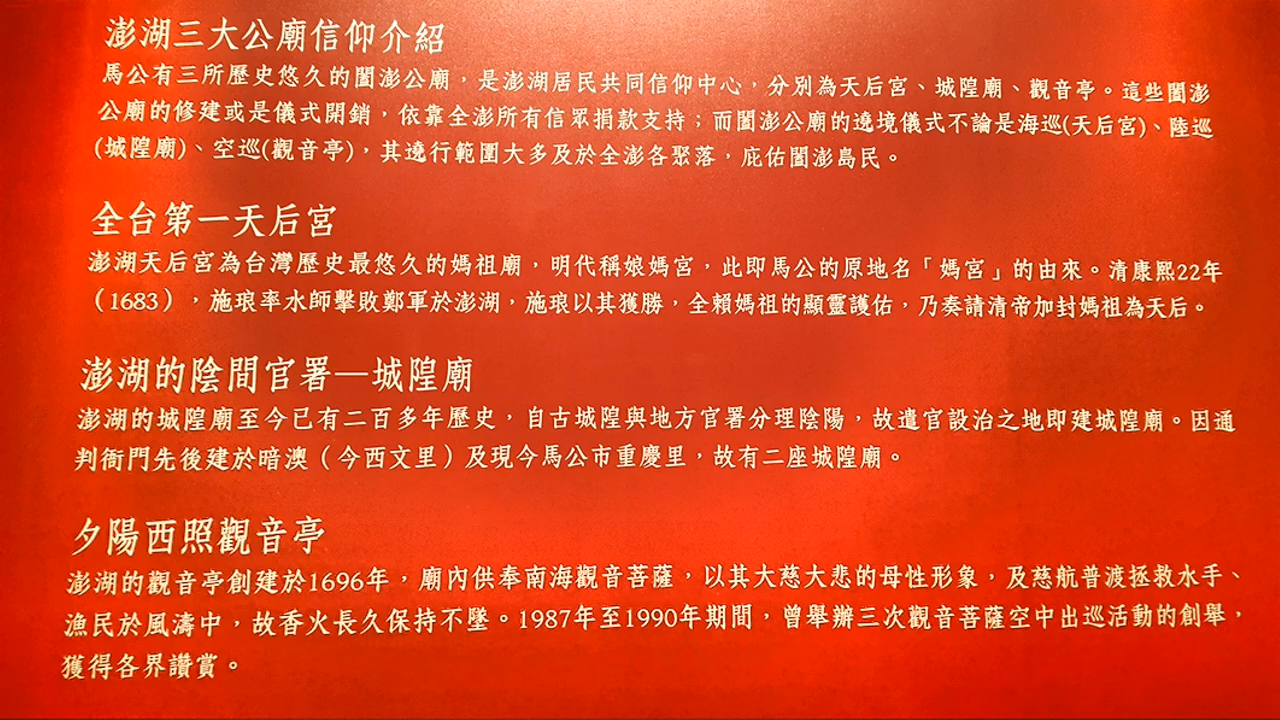 澎湖三大公廟信仰介紹
馬公有三所歷史悠久的闔澎公廟，是澎湖居民共同信仰中心，分別為天后宮、城隍廟、觀音亭。這些闔澎
公廟的修建或是儀式開銷，依靠全澎所有信眾捐款支持；而闔澎公廟的遶境儀式不論是海巡(天后宮)、陸巡
(城隍廟)、空巡(觀音亭)，其遶行範圍大多及於全澎各聚落，庇佑闔澎島民。
全台第一天后宮
澎湖天后宮為台灣歷史最悠久的媽祖廟，明代稱娘媽宮，此即馬公的原地名「媽宮」的由來。清康熙22年
（1683），施琅率水師擊敗鄭軍於澎湖，施琅以其獲勝，全賴媽祖的顯靈護佑，乃奏請清帝加封媽祖為天后。
澎湖的陰間官署─城隍廟
澎湖的城隍廟至今已有二百多年歷史，自古城隍與地方官署分理陰陽，故遣官設治之地即建城隍廟。因通
判衙門先後建於暗澳（今西文里）及現今馬公市重慶里，故有二座城隍廟。
夕陽西照觀音亭
澎湖的觀音亭創建於1696年，廟內供奉南海觀音菩薩，以其大慈大悲的母性形象，及慈航普渡拯救水手、
漁民於風濤中，故香火長久保持不墜。1987年至1990年期間，曾舉辦三次觀音菩薩空中出巡活動的創舉，
獲得各界讚賞。